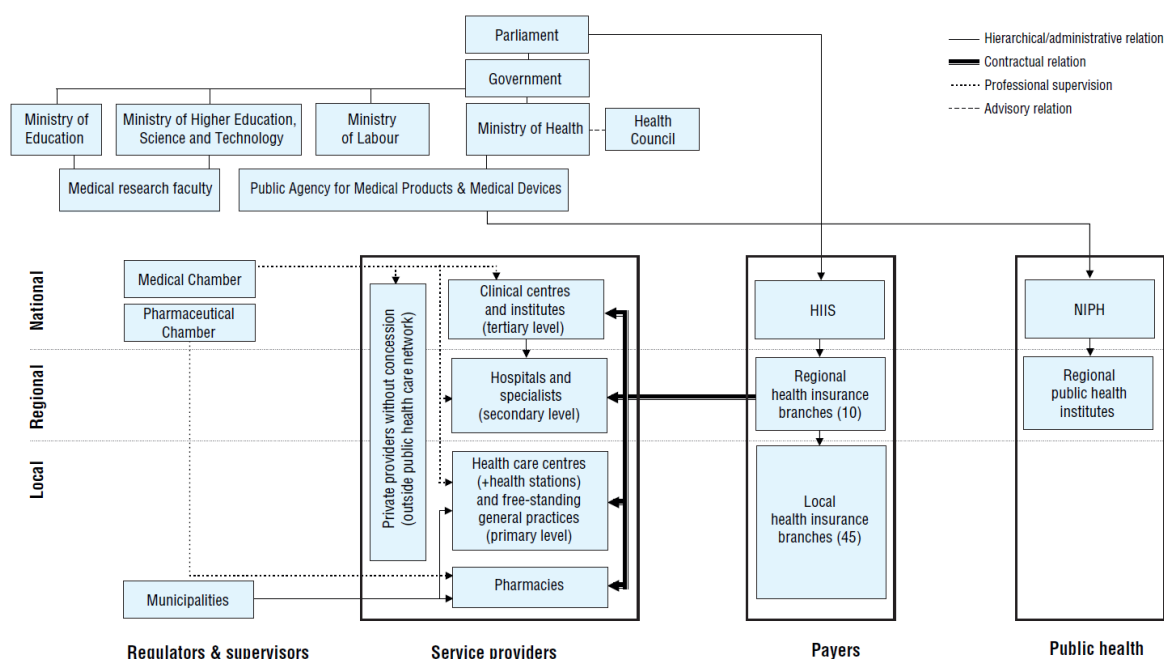 Parliament
Government
Hierarchical/administrative relation
Contractual relation
Professional supervision
Advisory relation
Ministry of
Education
Ministry of Higher Education,
Science and Technology
Ministry
of Labour
Ministry of Health
Health
Council
Medical research faculty
Public Agency for Medical Products & Medical Devices
National
Regional
Local
Medical Chamber
Pharmaceutical
Chamber
Municipalities
Private providers without concession
(outside public health care network)
Clinical centres
and institutes
(tertiary level)
Hospitals and
specialists
(secondary level)
Health care centres
(+health stations)
and free-standing
general practices
(primary level)
Pharmacies
HIIS
Regional
health insurance
branches (10)
Local
health insurance
branches (45)
NIPH
Regional
public health
institutes
Regulators & supervisors
Service providers
Payers
Public health